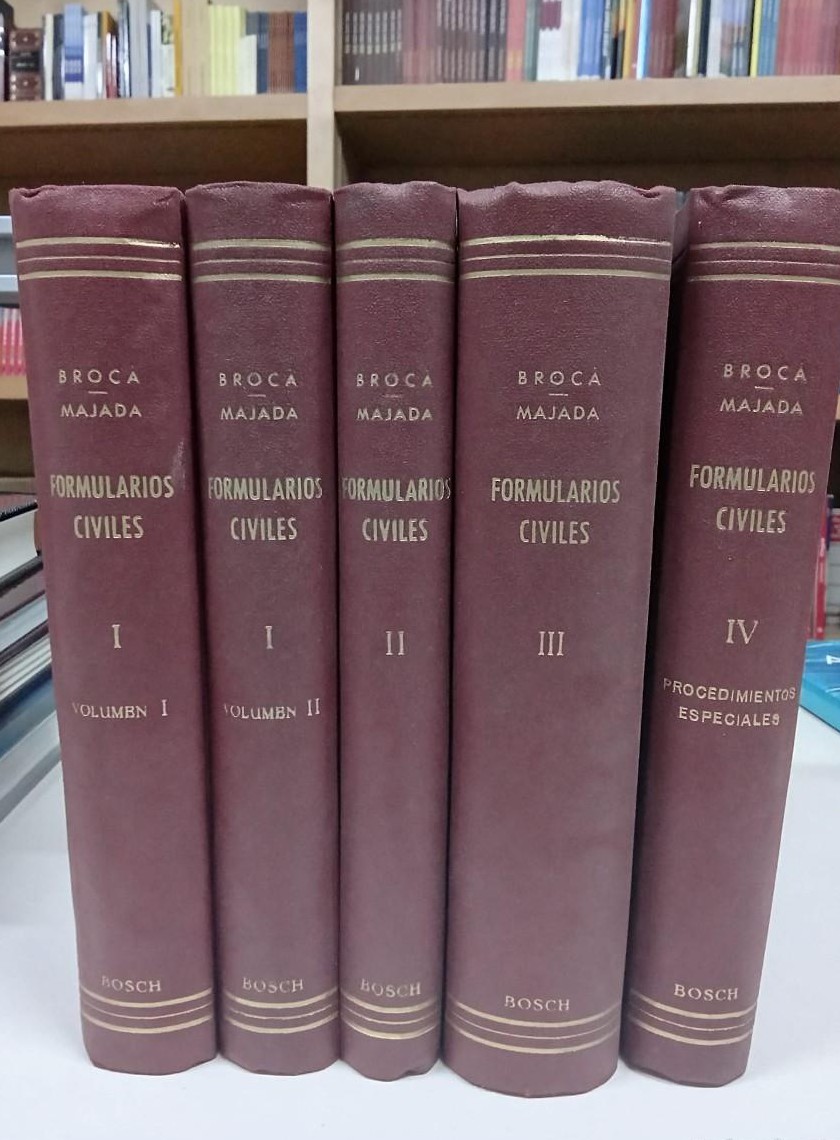 BROCA
MAJADA
FORMULARIOS
CIVILES
I
VOLUMEN I
BOSCH
BROCA
MAJADA
FORMULARIOS
CIVILES
I
VOLUMEN II
BOSCH
BROCA
MAJADA
FORMULARIOS
CIVILES
II
BOSCH
BROCA
MAJADA
FORMULARIOS
CIVILES
III
BOSCH
BROCA
MAJADA
FORMULARIOS
CIVILES
IV
PROCEDIMIENTOS
ESPECIALES
BOSCH